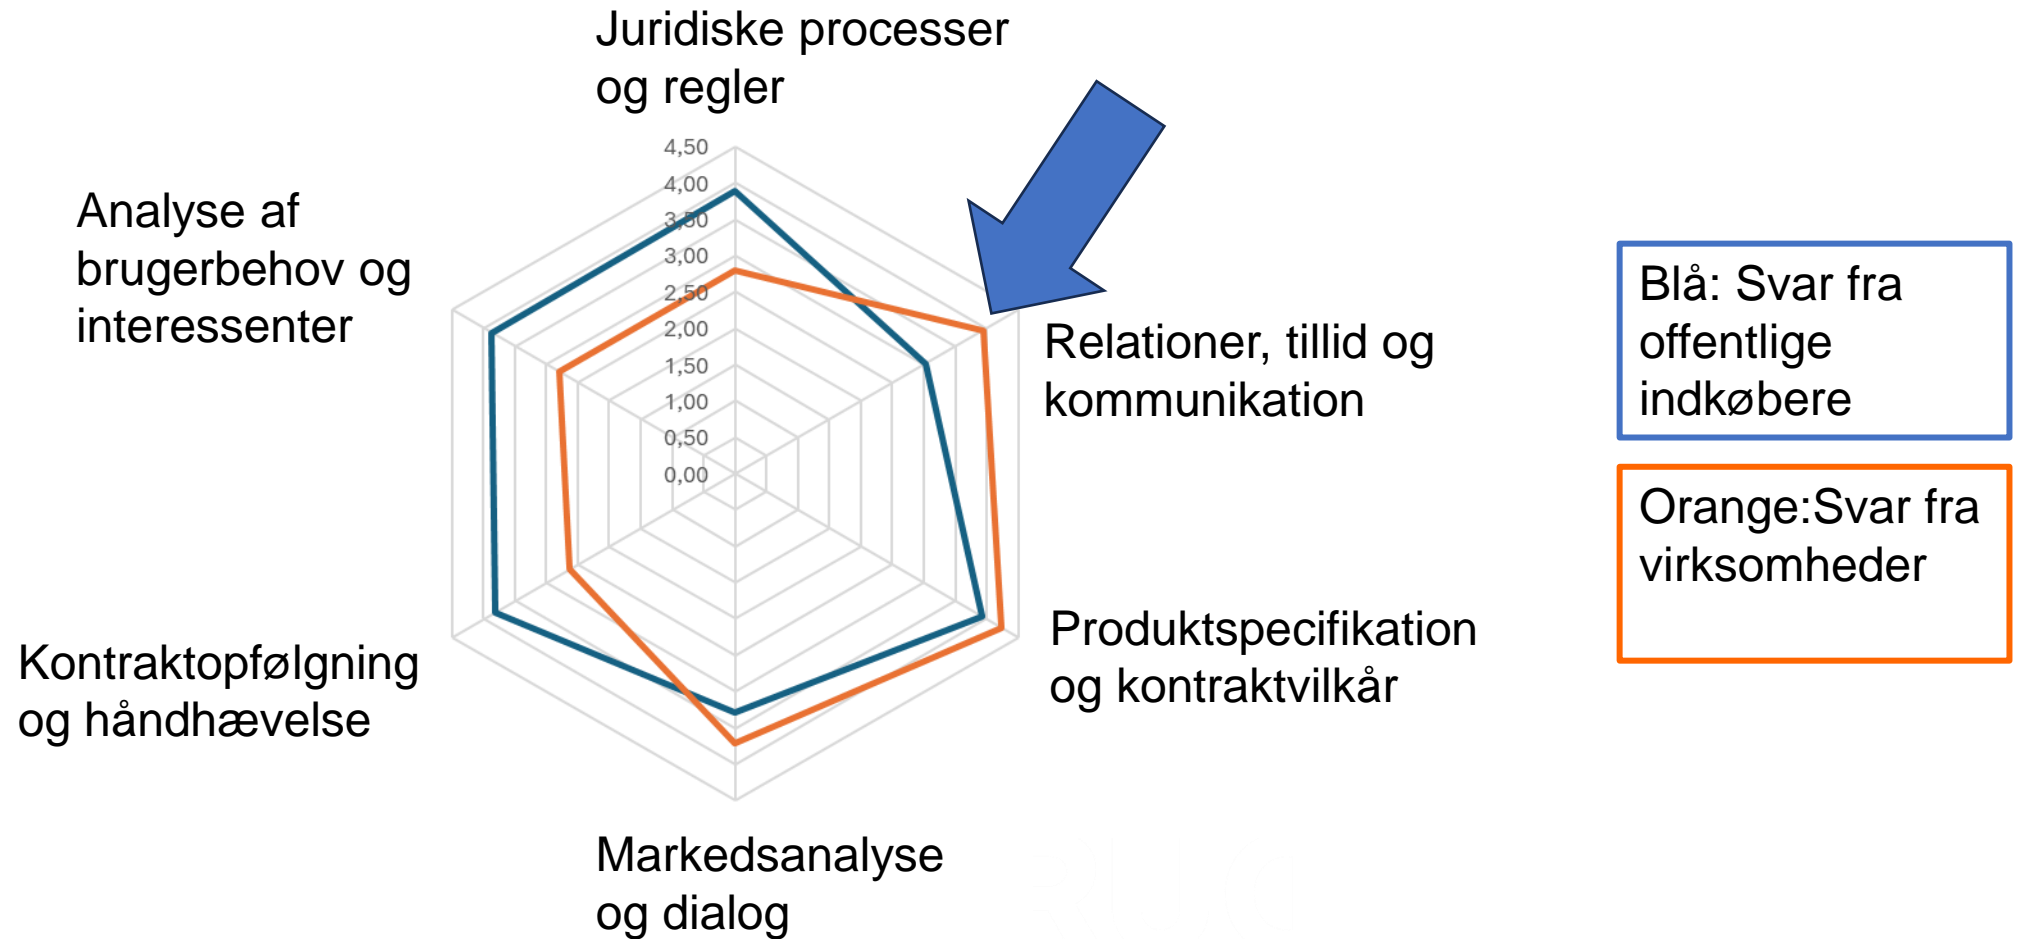 Juridiske processer
og regler
4,50
4,00
3,50
3,00
2,50
2,00
1,50
1,00
0,50
0,00
Analyse af
brugerbehov og
interessenter
Relationer, tillid og
kommunikation
Kontraktopfølgning
og håndhævelse
Produktspecifikation
og kontraktvilkår
Markedsanalyse
og dialog
Blå: Svar fra
offentlige
indkøbere
Orange:Svar fra
virksomheder